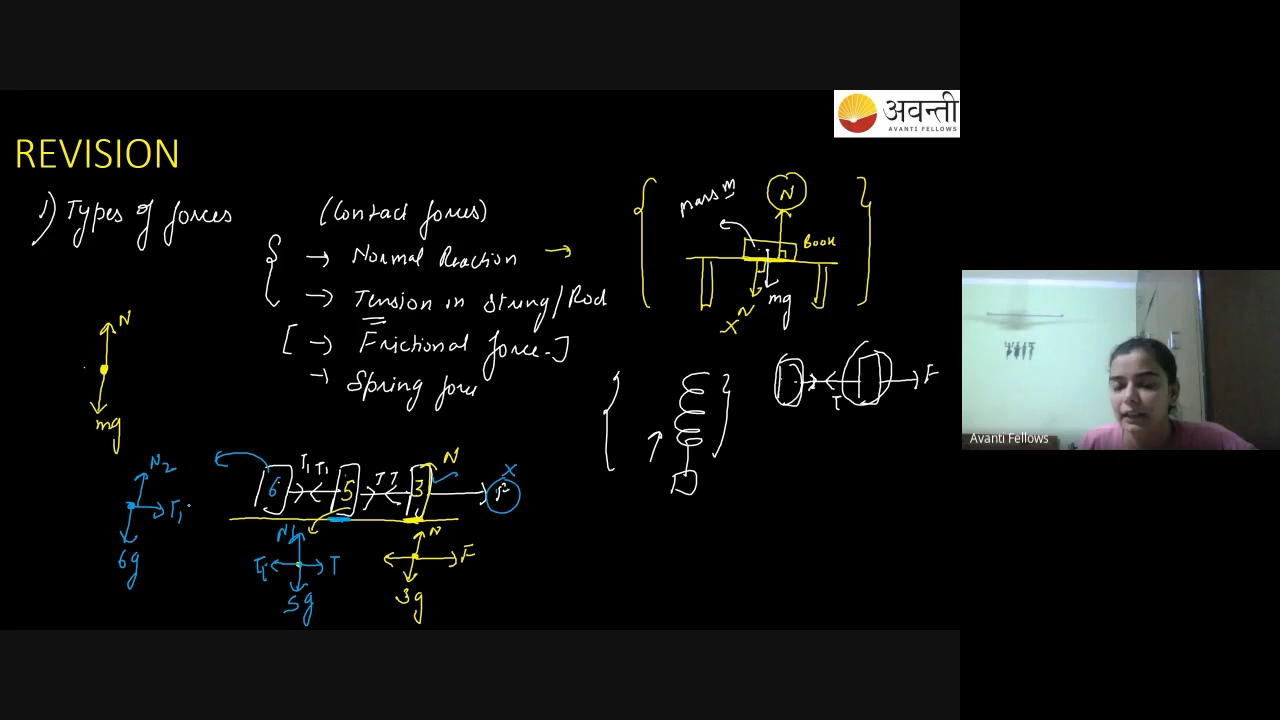 अवन्ती
AVANTI FELLOWS
REVISION
1) Types of forces
(Contact forces)
→ Normal Reaction →
→ Tension in string/Rod
[→ Frictional force-]
→ Spring force
N
mg
mass m
N
Book
mg
X N
T
F
N2
T1
6g
6
T1 T1
5
T T
3
N
X
F
N1
T1
T
5g
N
F
3g
Avanti Fellows